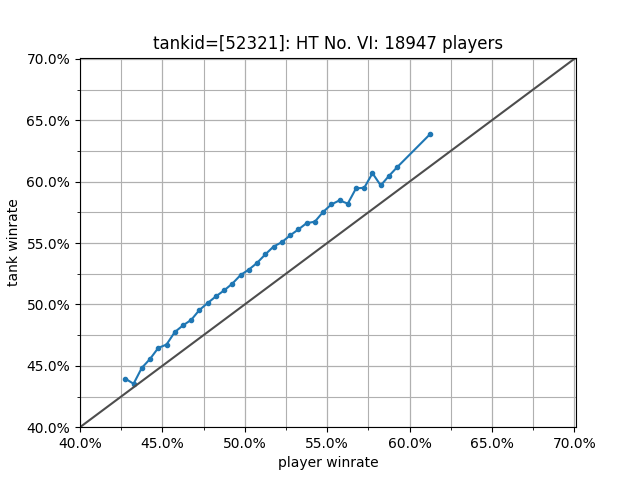 tankid=[52321]: HT No. VI: 18947 players
70.0%
65.0%
60.0%
55.0%
50.0%
45.0%
40.0%
tank winrate
40.0% 45.0% 50.0% 55.0% 60.0% 65.0% 70.0%
player winrate